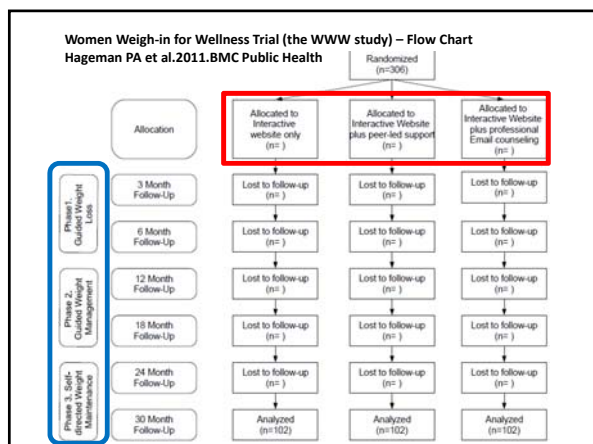 Women Weigh-in for Wellness Trial (the WWW study) – Flow Chart
Hageman PA et al.2011.BMC Public Health
Randomized
(n=306)
Allocation
Allocated to
Interactive
website only
(n= )
Allocated to
Interactive Website
plus peer-led support
(n= )
Allocated to
Interactive Website
plus professional
Email counseling
(n= )
Phase1.
Guided Weight
Loss
3 Month
Follow-Up
Lost to follow-up
(n= )
Lost to follow-up
(n= )
Lost to follow-up
(n= )
6 Month
Follow-Up
Lost to follow-up
(n= )
Lost to follow-up
(n= )
Lost to follow-up
(n= )
Phase 2.
Guided Weight
Management
12 Month
Follow-Up
Lost to follow-up
(n= )
Lost to follow-up
(n= )
Lost to follow-up
(n= )
18 Month
Follow-Up
Lost to follow-up
(n= )
Lost to follow-up
(n= )
Lost to follow-up
(n= )
Phase 3, Self-
directed Weight
Maintenance
24 Month
Follow-Up
Lost to follow-up
(n= )
Lost to follow-up
(n= )
Lost to follow-up
(n= )
30 Month
Follow-Up
Analyzed
(n=102)
Analyzed
(n=102)
Analyzed
(n=102)